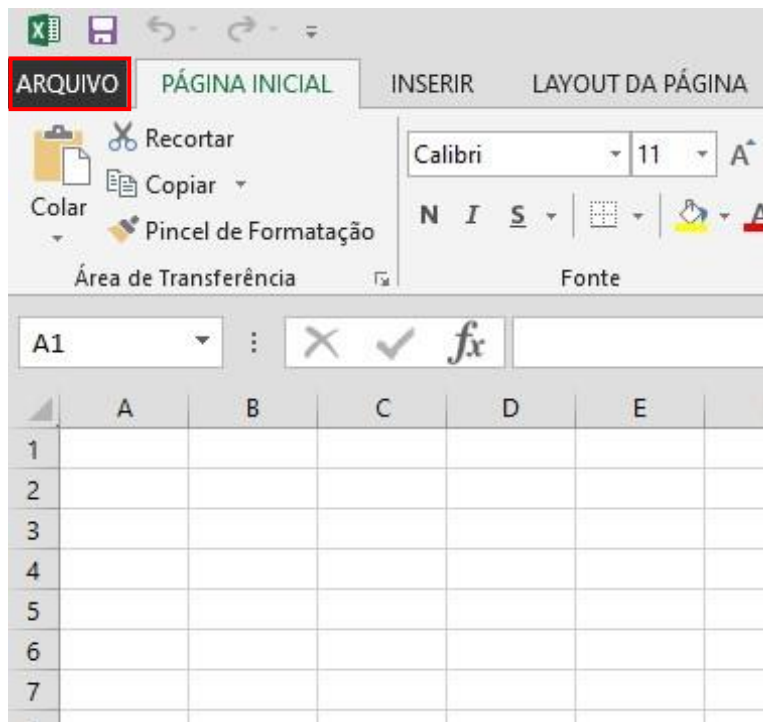 ARQUIVO PÁGINA INICIAL INSERIR LAYOUT DA PÁGINA
Recortar
Copiar
Pincel de Formatação
Colar
Área de Transferência
Calibri 11 A
N I S A
Fonte
A1 fx
A B C D E
1
2
3
4
5
6
7